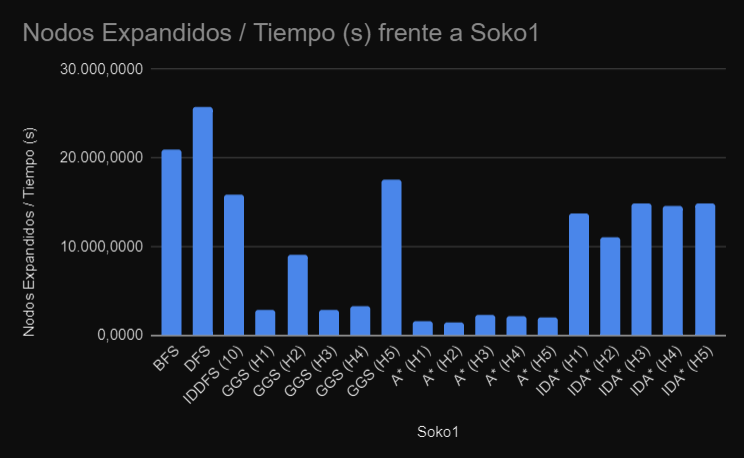 Nodos Expandidos / Tiempo (s) frente a Soko1
Nodos Expandidos / Tiempo (s)
30.000,0000
20.000,0000
10.000,0000
0,0000
BFS
DFS
IDDFS (10)
GGS (H1)
GGS (H2)
GGS (H3)
GGS (H4)
GGS (H5)
A* (H1)
A* (H2)
A* (H3)
A* (H4)
A* (H5)
IDA* (H1)
IDA* (H2)
IDA* (H3)
IDA* (H4)
IDA* (H5)
Soko1